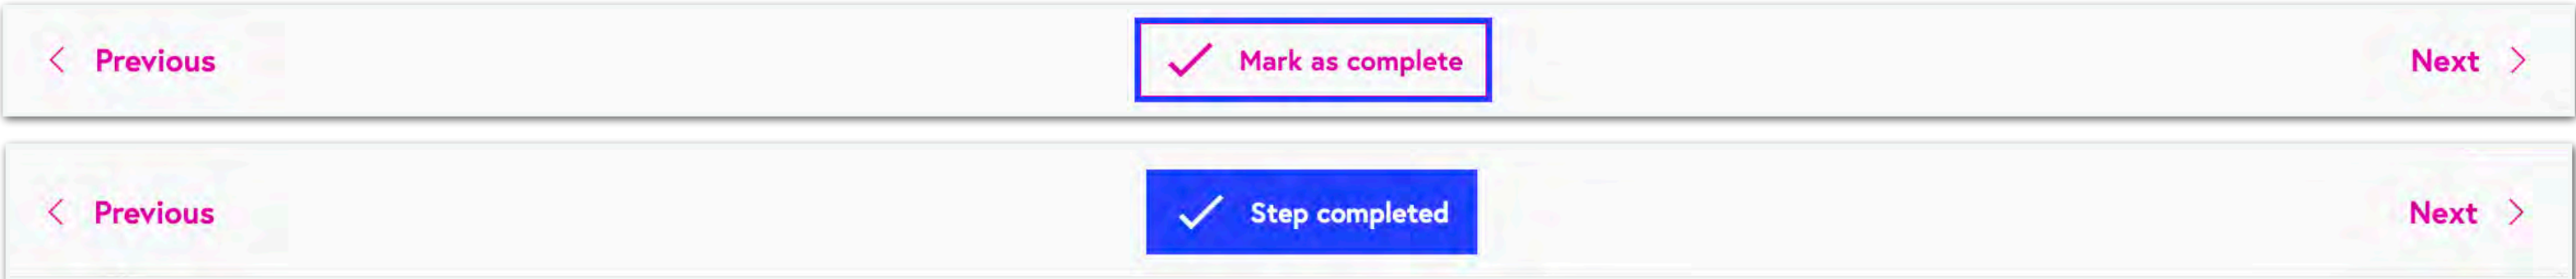 Previous
Mark as complete
Next
Previous
Step completed
Next